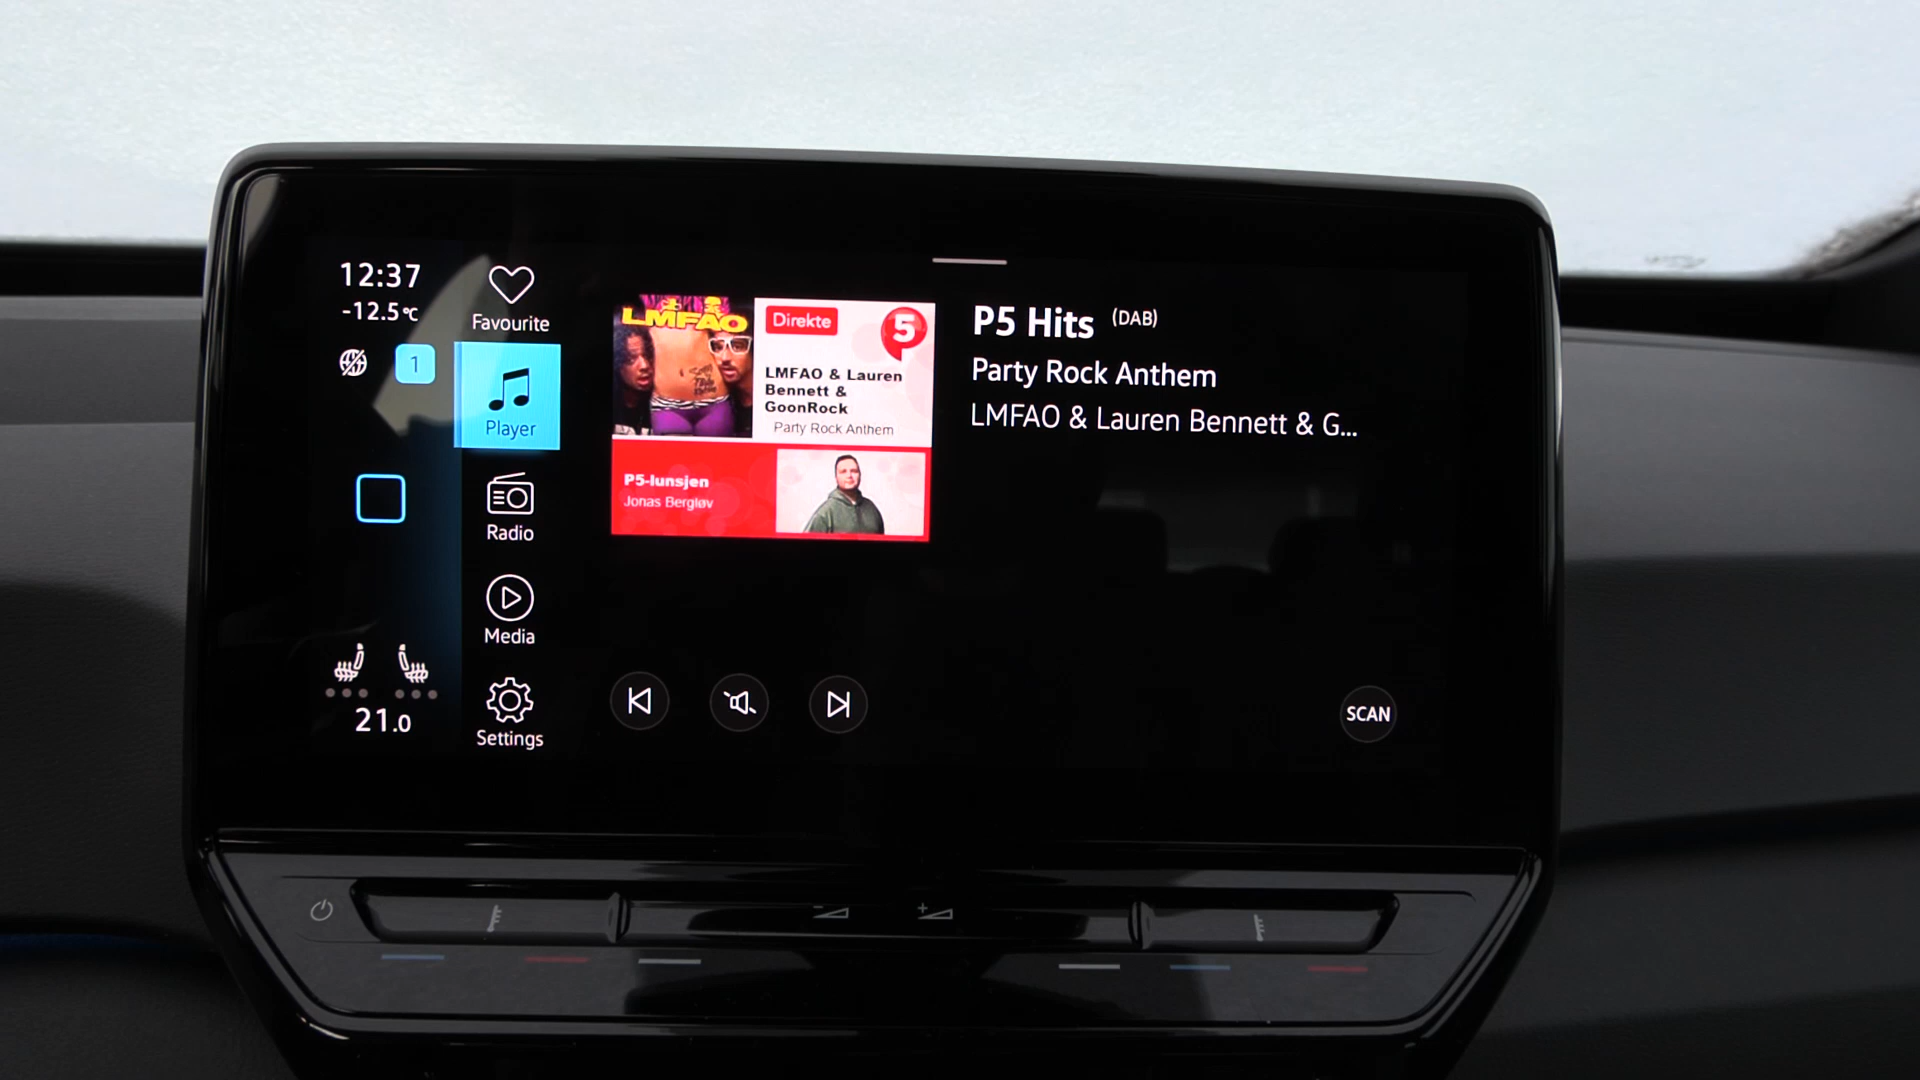 12:37
-12.5°C
1
Favourite
Player
Radio
Media
Settings
21.0
LMFAO
Direkte
5
LMFAO & Lauren
Bennett &
GoonRock
Party Rock Anthem
P5-lunsjen
Jonas Bergløv
P5 Hits (DAB)
Party Rock Anthem
LMFAO & Lauren Bennett & G...
SCAN